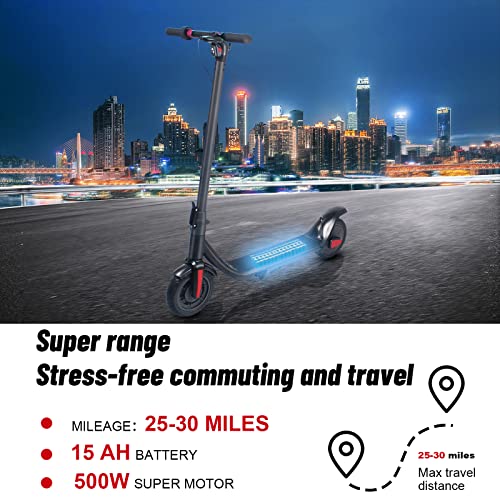 Super range
Stress-free commuting and travel
MILEAGE: 25-30 MILES
15 AH BATTERY
500W SUPER MOTOR
25-30 miles
Max travel
distance